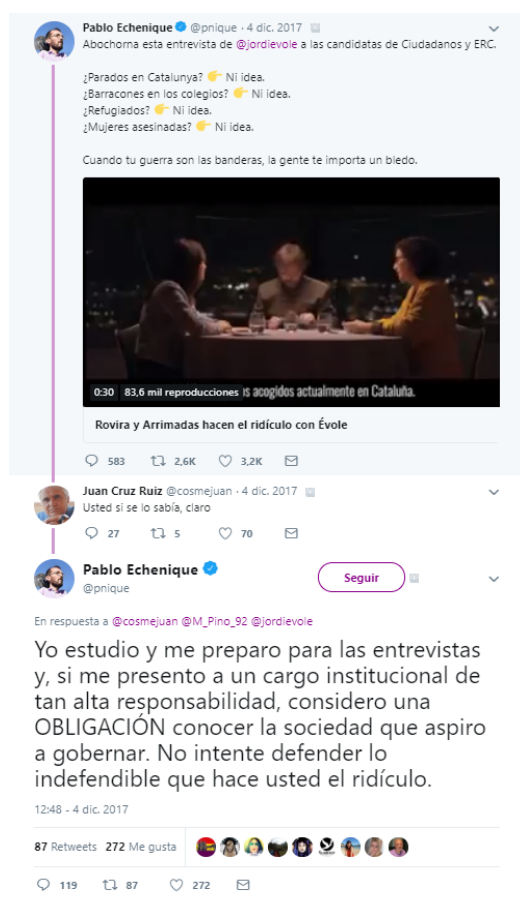 Pablo Echenique @pnique · 4 dic. 2017
Abochorna esta entrevista de @jordievole a las candidatas de Ciudadanos y ERC.
¿Parados en Catalunya? 👉 Ni idea.
¿Barracones en los colegios? 👉 Ni idea.
¿Refugiados? 👉 Ni idea.
¿Mujeres asesinadas? 👉 Ni idea.
Cuando tu guerra son las banderas, la gente te importa un bledo.
0:30 83,6 mil reproducciones s acogidos actualmente en Cataluña.
Rovira y Arrimadas hacen el ridículo con Évole
583 2,6K 3,2K
Juan Cruz Ruiz @cosmejuan · 4 dic. 2017
Usted si se lo sabía, claro
27 5 70
Pablo Echenique
@pnique
Seguir
En respuesta a @cosmejuan @M_Pino_92 @jordievole
Yo estudio y me preparo para las entrevistas
y, si me presento a un cargo institucional de
tan alta responsabilidad, considero una
OBLIGACIÓN conocer la sociedad que aspiro
a gobernar. No intente defender lo
indefendible que hace usted el ridículo.
12:48 - 4 dic. 2017
87 Retweets 272 Me gusta
119 87 272